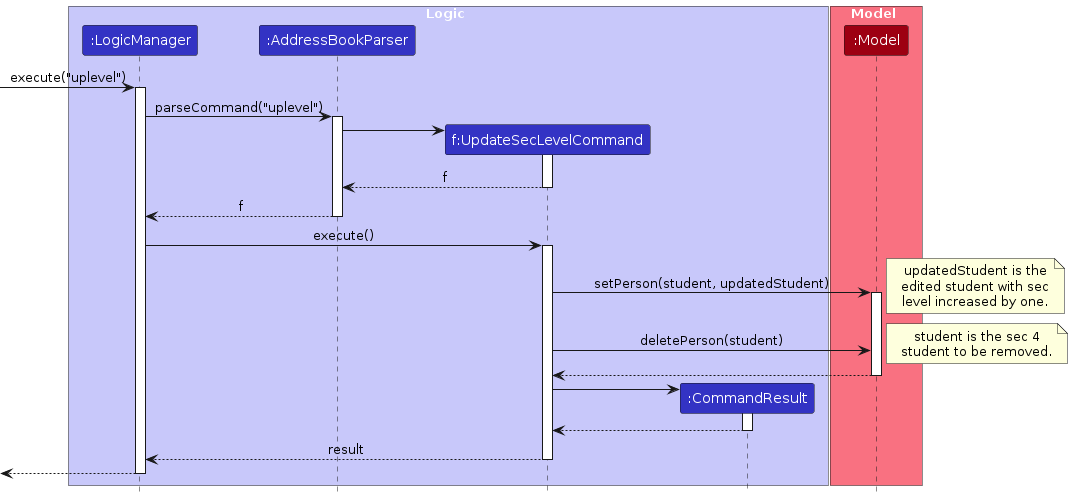 Logic
Model
:LogicManager
:AddressBookParser
:Model
execute("uplevel")
parseCommand("uplevel")
f:UpdateSecLevelCommand
f
f
execute()
setPerson(student, updatedStudent)
updatedStudent is the
edited student with sec
level increased by one.
deletePerson(student)
student is the sec 4
student to be removed.
:CommandResult
result